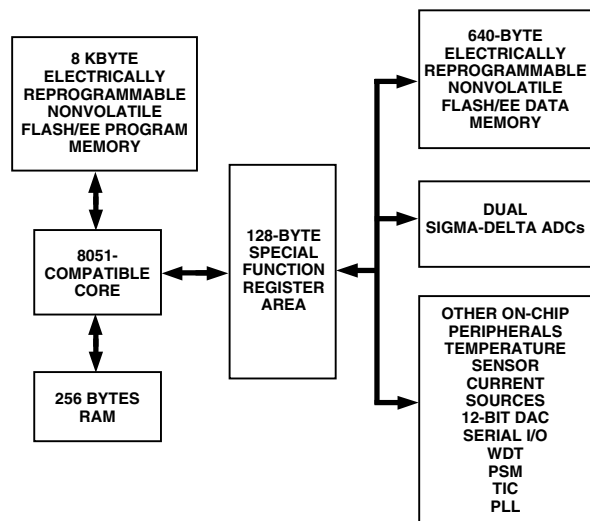 8 KBYTE
ELECTRICALLY
REPROGRAMMABLE
NONVOLATILE
FLASH/EE PROGRAM
MEMORY
8051-
COMPATIBLE
CORE
256 BYTES
RAM
128-BYTE
SPECIAL
FUNCTION
REGISTER
AREA
640-BYTE
ELECTRICALLY
REPROGRAMMABLE
NONVOLATILE
FLASH/EE DATA
MEMORY
DUAL
SIGMA-DELTA ADCs
OTHER ON-CHIP
PERIPHERALS
TEMPERATURE
SENSOR
CURRENT
SOURCES
12-BIT DAC
SERIAL I/O
WDT
PSM
TIC
PLL